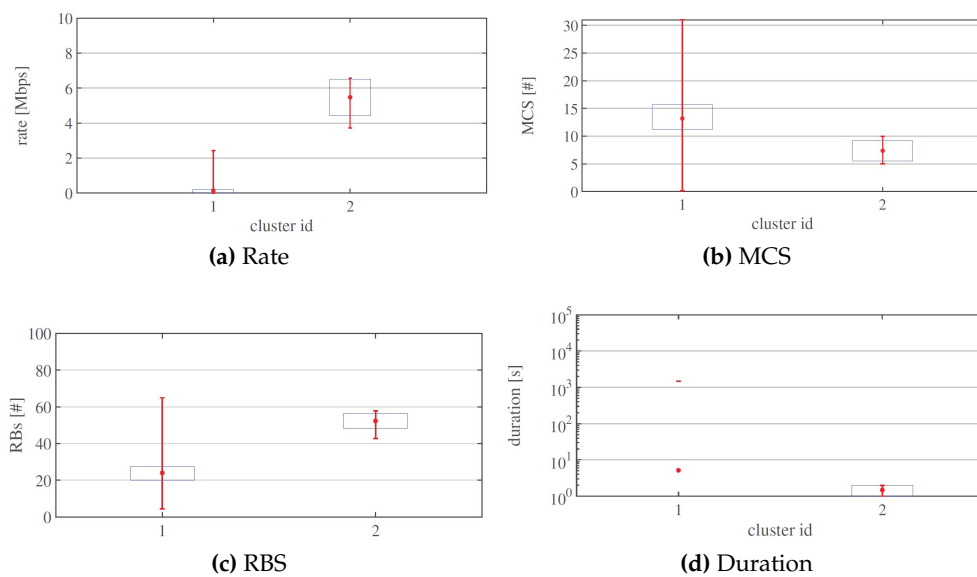 10
8
6
4
2
0
rate [Mbps]
1 2
cluster id
(a) Rate
30
25
20
15
10
5
0
MCS [#]
1 2
cluster id
(b) MCS
100
80
60
40
20
0
RBs [#]
1 2
(c) RBS
10^5
10^4
10^3
10^2
10^1
10^0
duration [s]
1 2
cluster id
(d) Duration